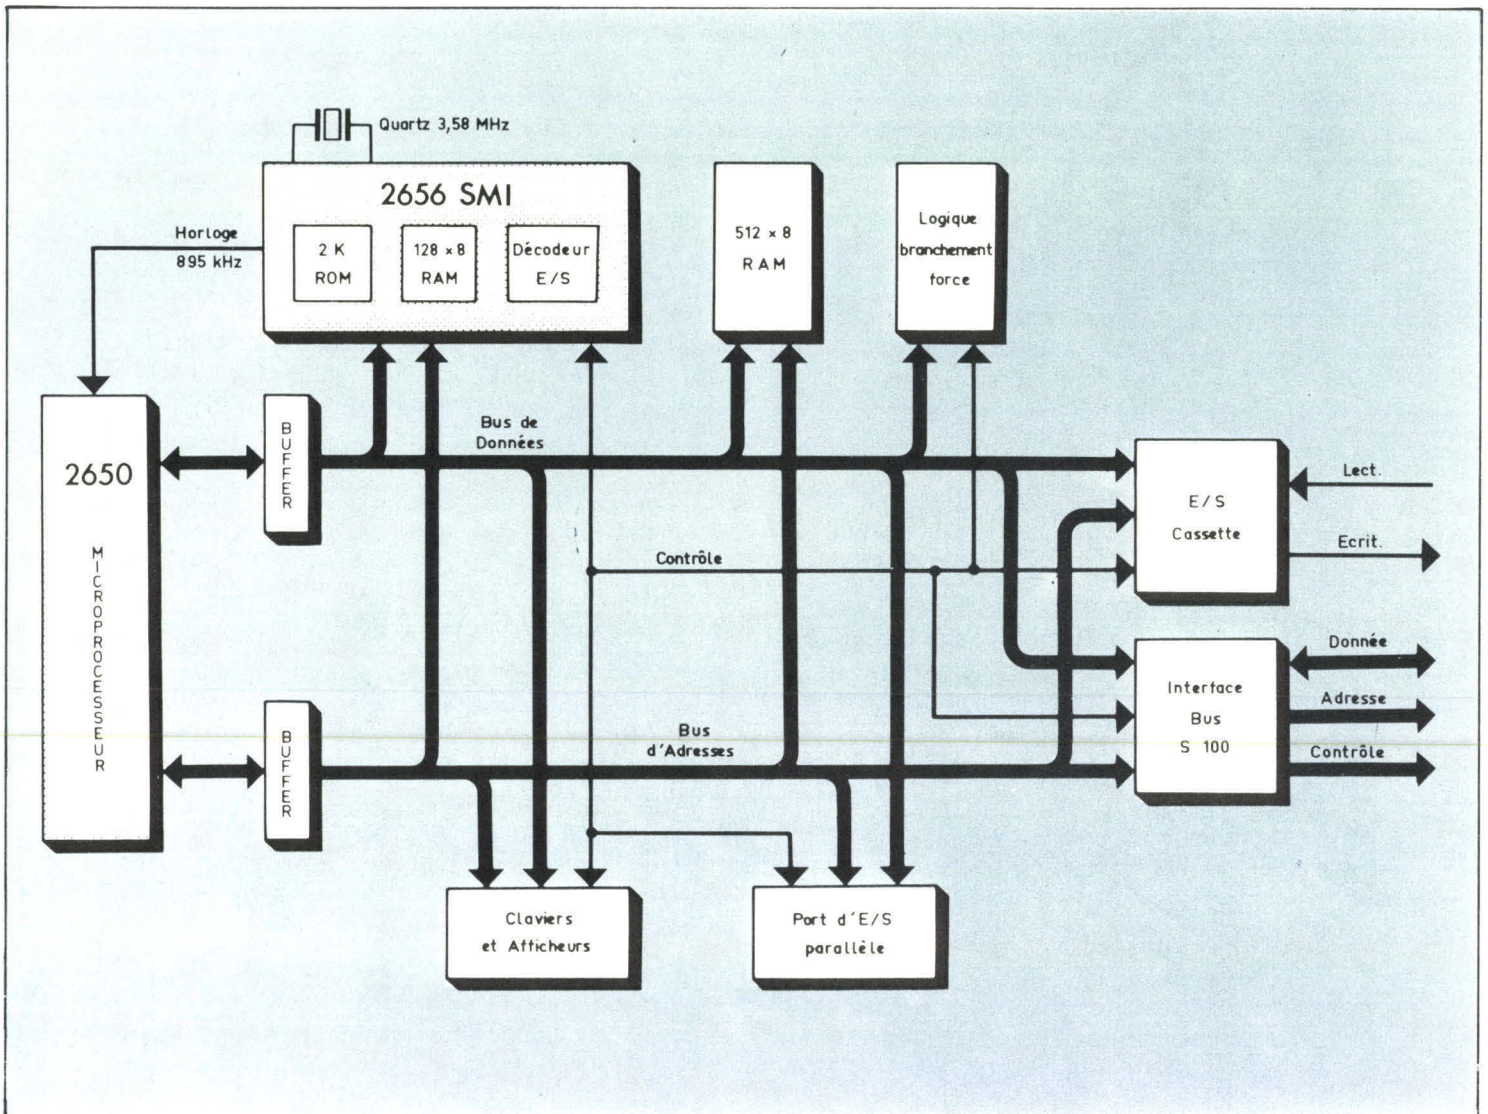 Quartz 3,58 MHz
2656 SMI
2 K
ROM
128 × 8
RAM
Décodeur
E/S
512 × 8
RAM
Logique
branchement
force
Horloge
895 kHz
2650
MICROPROCESSEUR
BUFFER
Bus de
Données
Contrôle
E/S
Cassette
Lect.
Ecrit.
Interface
Bus
S 100
Donnée
Adresse
Contrôle
BUFFER
Bus
d'Adresses
Claviers
et Afficheurs
Port d'E/S
parallèle